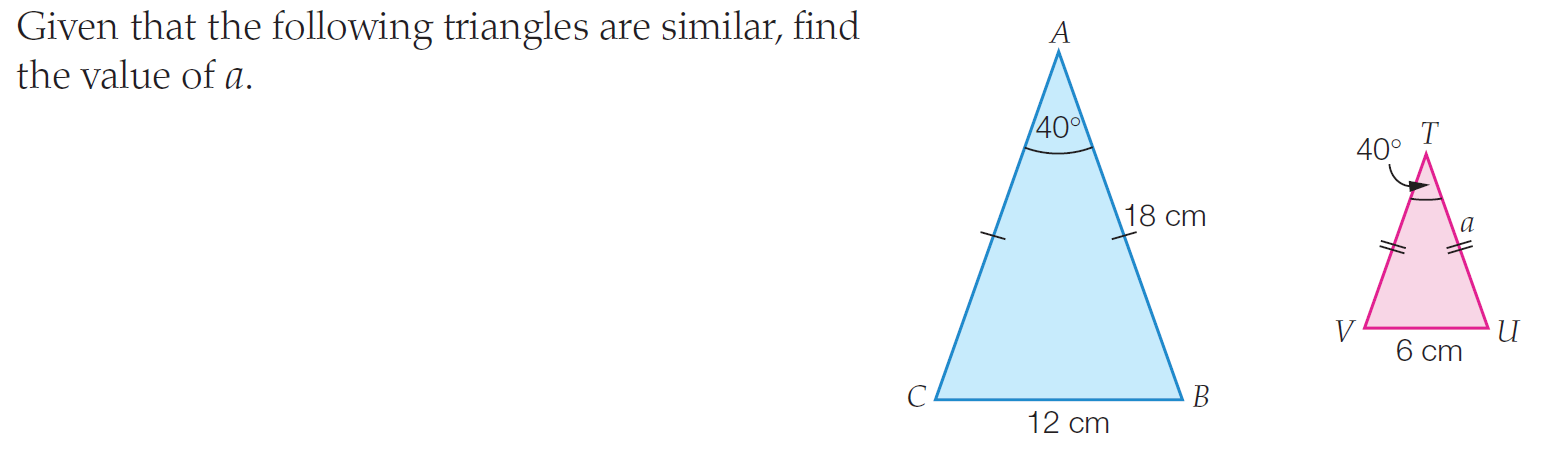 Given that the following triangles are similar, find
the value of a.
A
40°
18 cm
C
B
12 cm
T
40°
a
V
U
6 cm